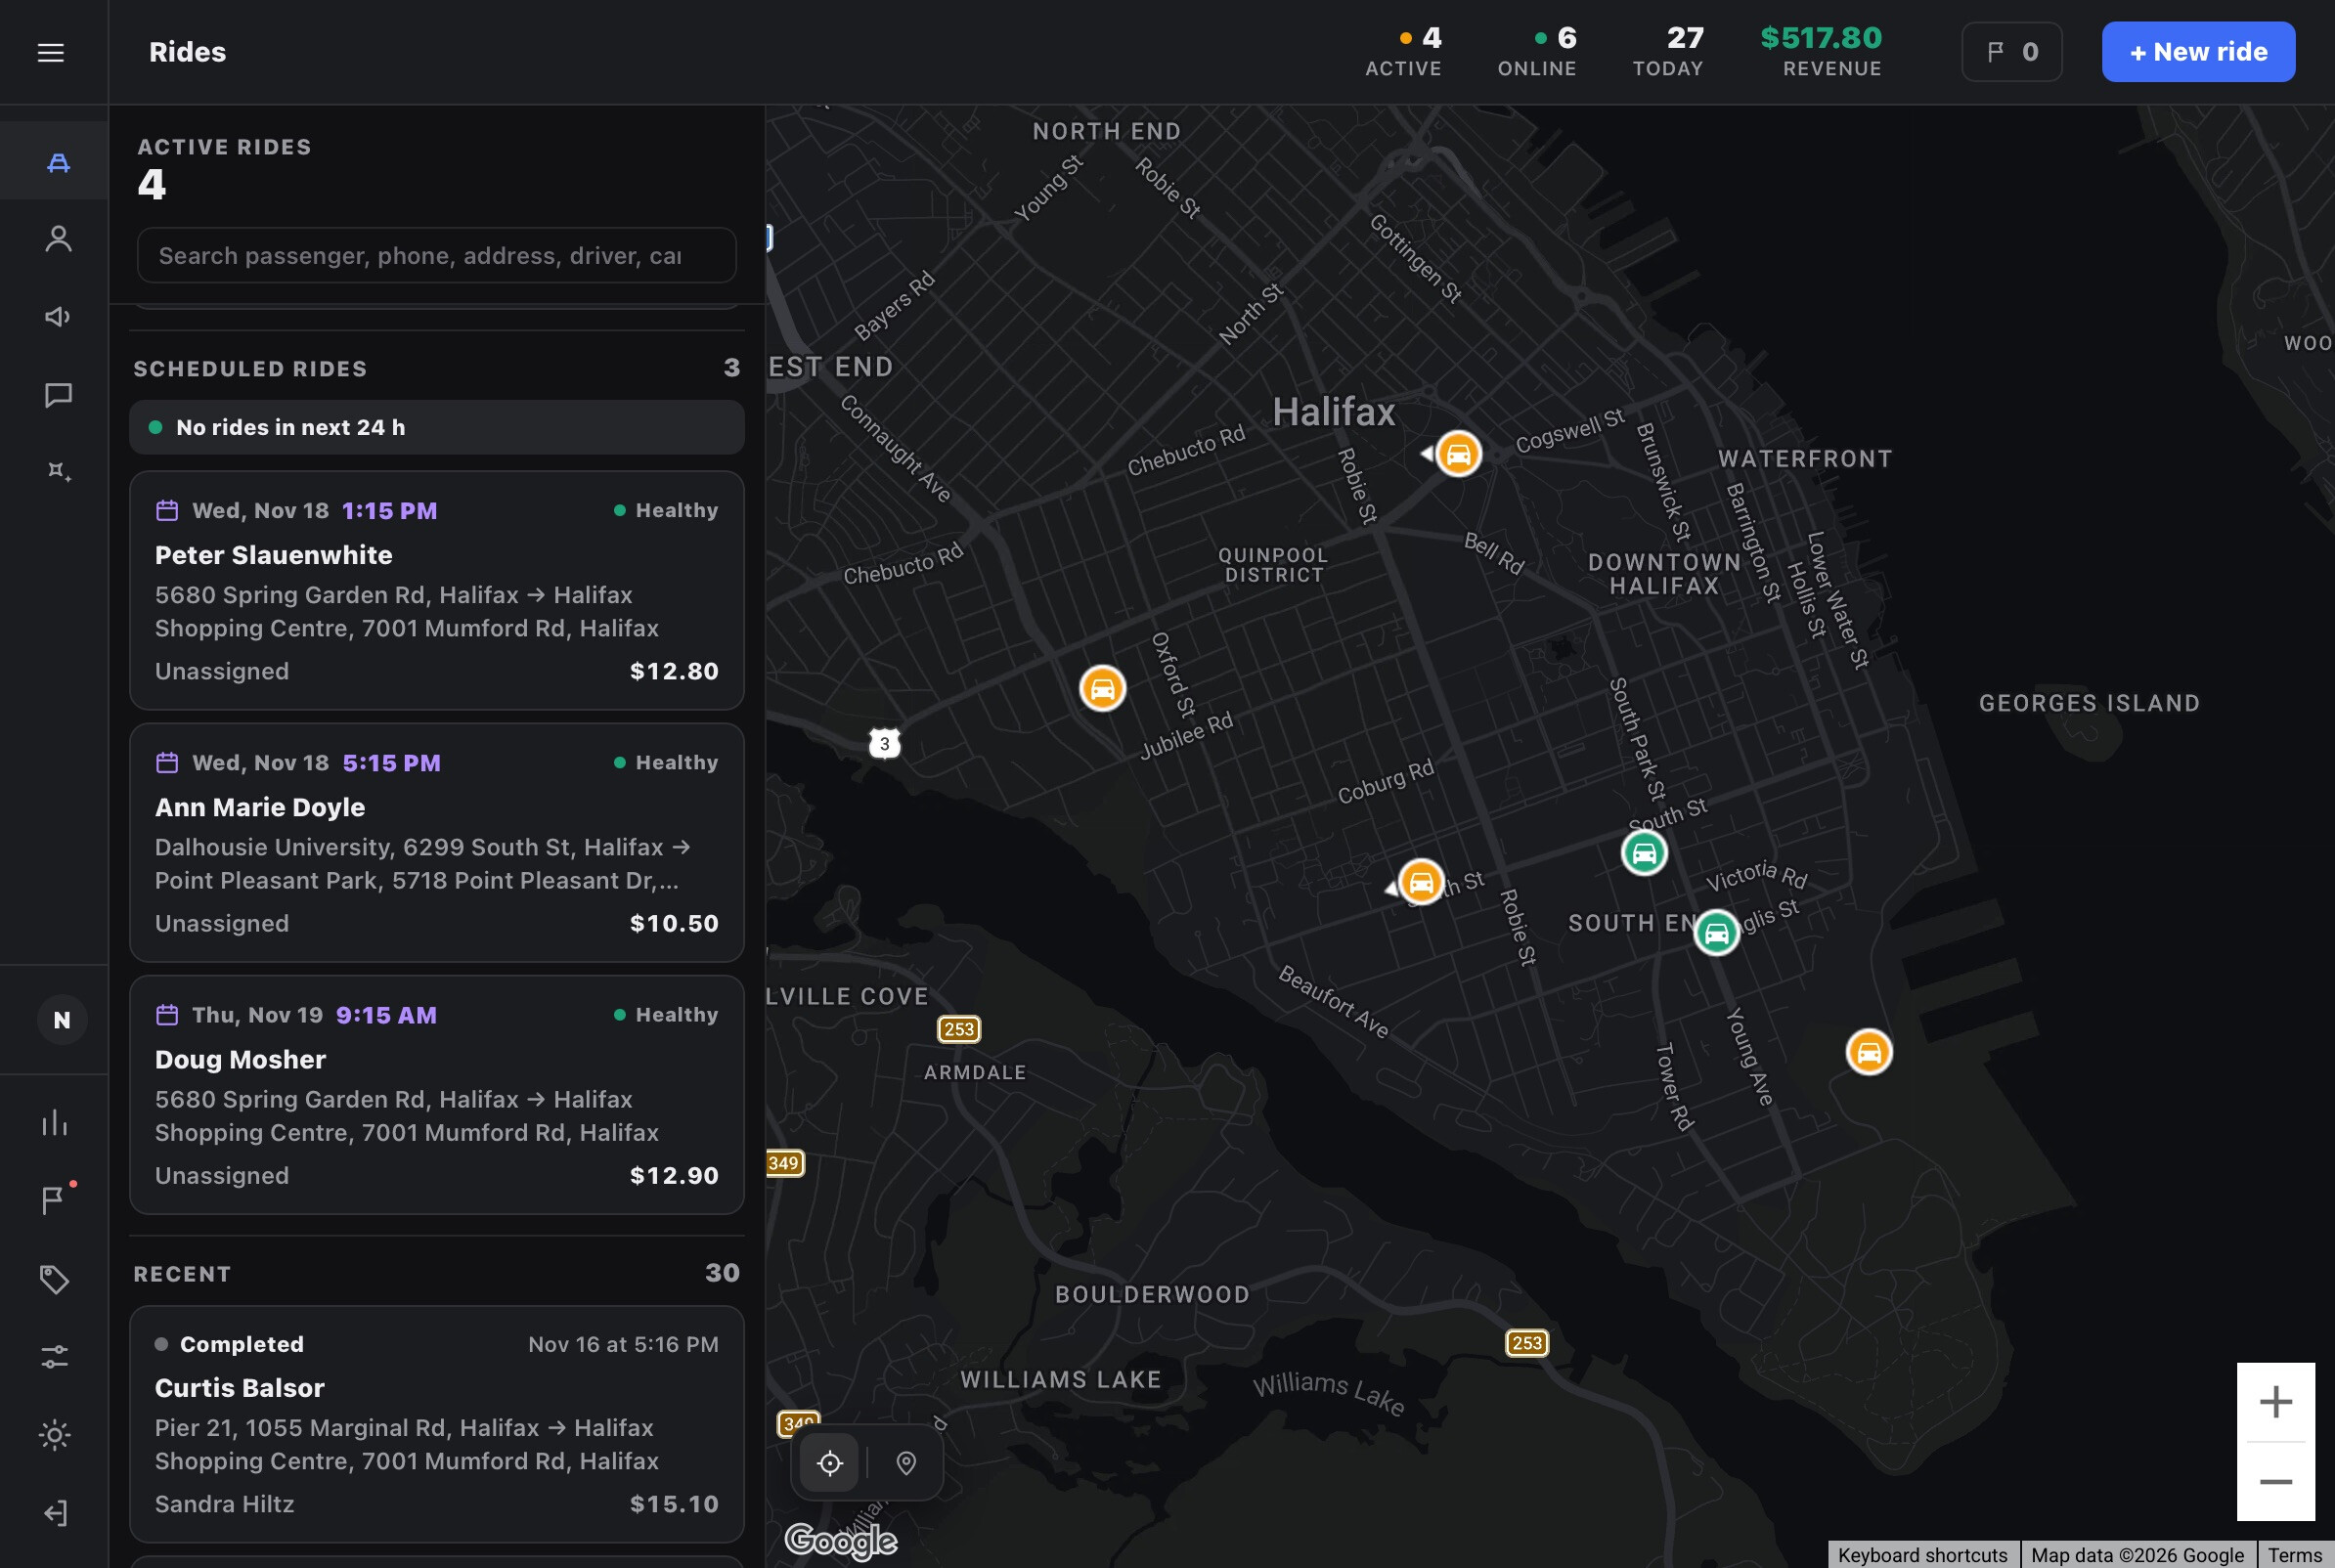 Rides
4
ACTIVE
6
ONLINE
27
TODAY
$517.80
REVENUE
0
+ New ride
ACTIVE RIDES
4
Search passenger, phone, address, driver, car
SCHEDULED RIDES 3
No rides in next 24 h
Wed, Nov 18 1:15 PM Healthy
Peter Slauenwhite
5680 Spring Garden Rd, Halifax → Halifax
Shopping Centre, 7001 Mumford Rd, Halifax
Unassigned $12.80
Wed, Nov 18 5:15 PM Healthy
Ann Marie Doyle
Dalhousie University, 6299 South St, Halifax →
Point Pleasant Park, 5718 Point Pleasant Dr,...
Unassigned $10.50
Thu, Nov 19 9:15 AM Healthy
Doug Mosher
5680 Spring Garden Rd, Halifax → Halifax
Shopping Centre, 7001 Mumford Rd, Halifax
Unassigned $12.90
N
RECENT 30
Completed Nov 16 at 5:16 PM
Curtis Balsor
Pier 21, 1055 Marginal Rd, Halifax → Halifax
Shopping Centre, 7001 Mumford Rd, Halifax
Sandra Hiltz $15.10
NORTH END
Young St
Robie St
Gottingen St
Bayers Rd
North St
WOO
EST END
Connaught Ave
Halifax
Chebucto Rd
Cogswell St
Robie St
Brunswick St
WATERFRONT
Barrington St
Chebucto Rd
QUINPOOL
DISTRICT
Bell Rd
DOWNTOWN
HALIFAX
Hollis St
Lower Water St
Oxford St
South Park St
GEORGES ISLAND
3
Jubilee Rd
Coburg Rd
South St
Victoria Rd
th St
Robie St
SOUTH EN
glis St
LVILLE COVE
Beaufort Ave
253
Young Ave
Tower Rd
ARMDALE
349
BOULDERWOOD
253
WILLIAMS LAKE
Williams Lake
349
d
William
Google
Keyboard shortcuts
Map data ©2026 Google
Terms